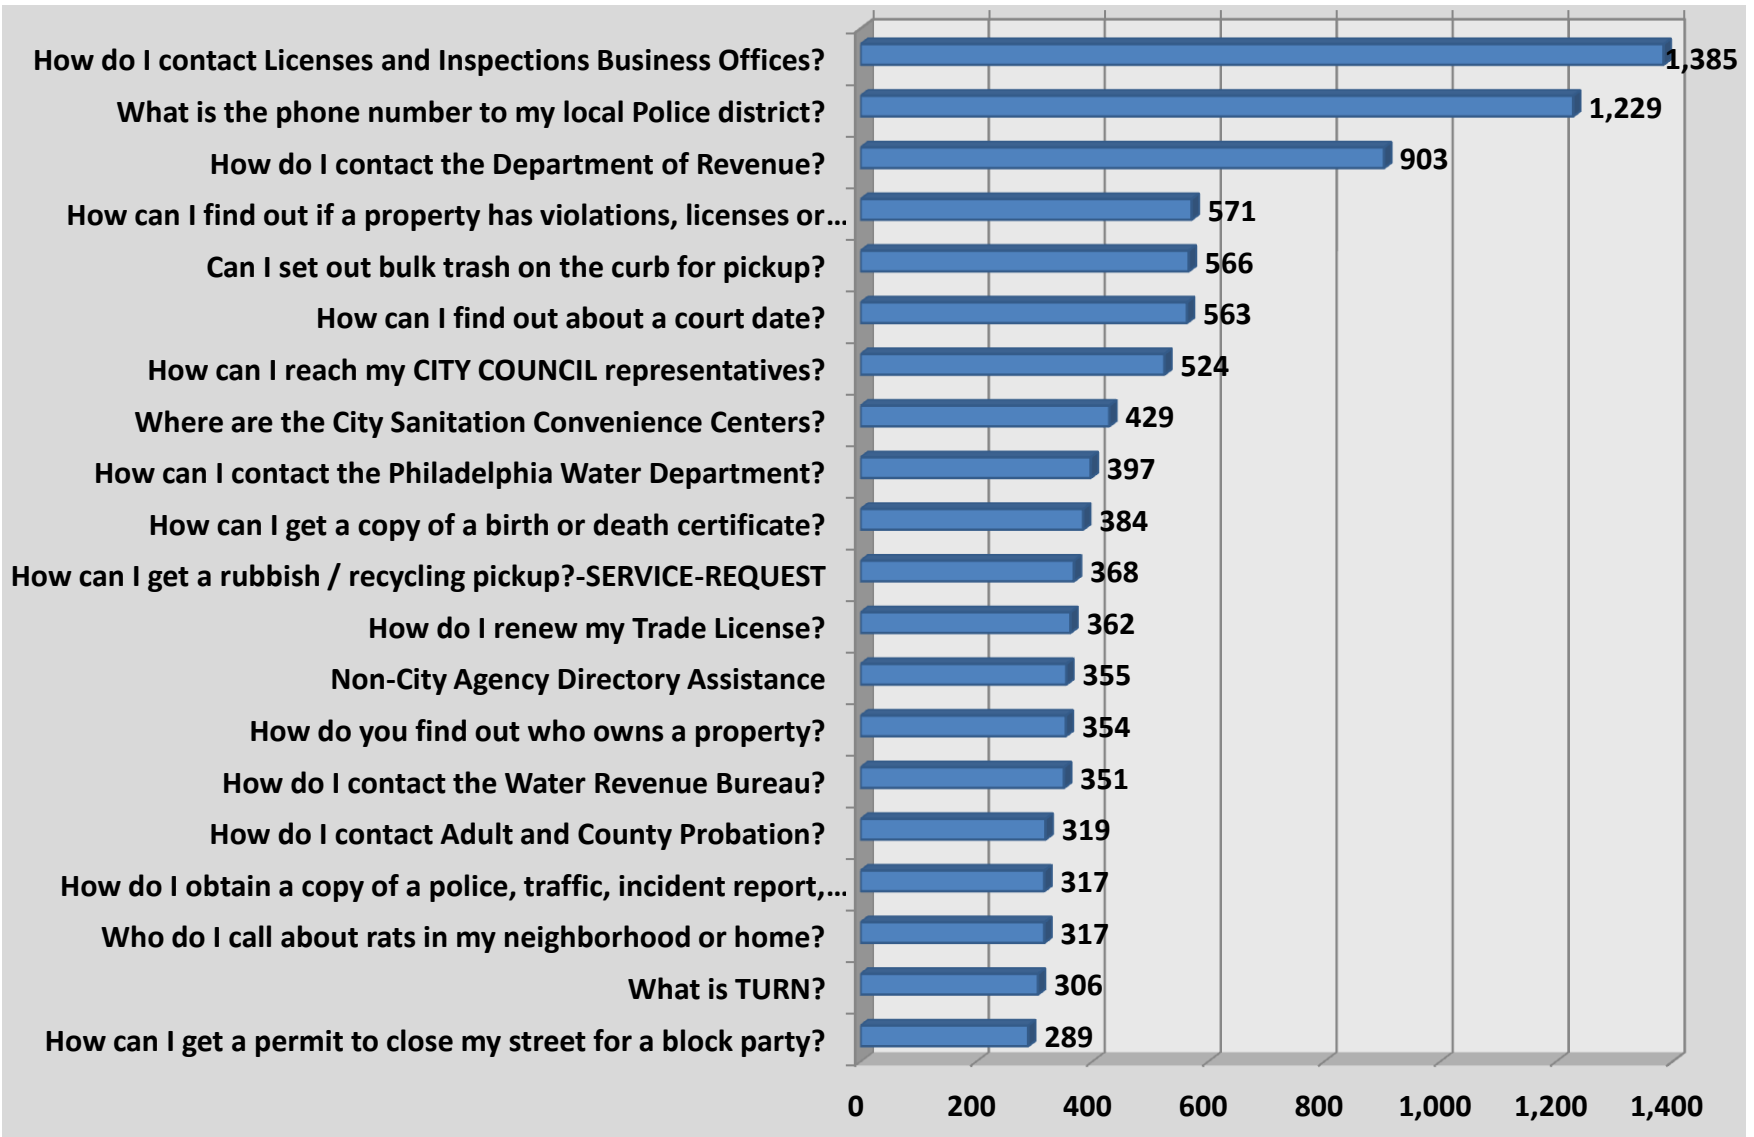 How do I contact Licenses and Inspections Business Offices? 1,385
What is the phone number to my local Police district? 1,229
How do I contact the Department of Revenue? 903
How can I find out if a property has violations, licenses or… 571
Can I set out bulk trash on the curb for pickup? 566
How can I find out about a court date? 563
How can I reach my CITY COUNCIL representatives? 524
Where are the City Sanitation Convenience Centers? 429
How can I contact the Philadelphia Water Department? 397
How can I get a copy of a birth or death certificate? 384
How can I get a rubbish / recycling pickup?-SERVICE-REQUEST 368
How do I renew my Trade License? 362
Non-City Agency Directory Assistance 355
How do you find out who owns a property? 354
How do I contact the Water Revenue Bureau? 351
How do I contact Adult and County Probation? 319
How do I obtain a copy of a police, traffic, incident report,… 317
Who do I call about rats in my neighborhood or home? 317
What is TURN? 306
How can I get a permit to close my street for a block party? 289
0 200 400 600 800 1,000 1,200 1,400